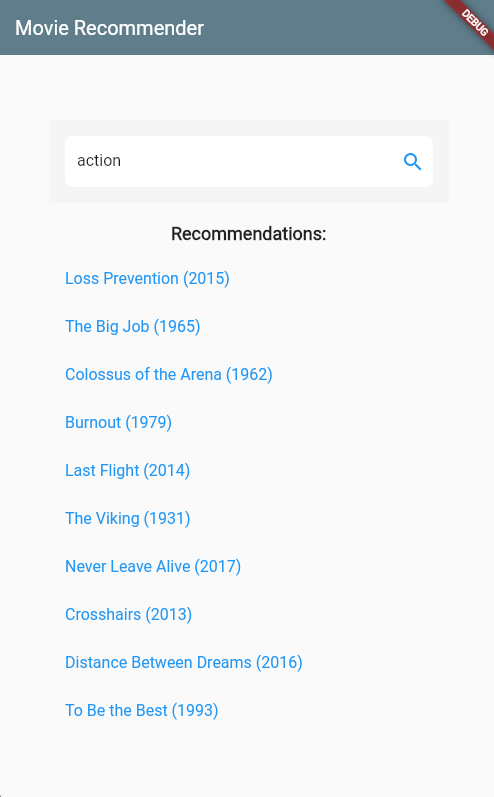 Movie Recommender
DEBUG
action
Recommendations:
Loss Prevention (2015)
The Big Job (1965)
Colossus of the Arena (1962)
Burnout (1979)
Last Flight (2014)
The Viking (1931)
Never Leave Alive (2017)
Crosshairs (2013)
Distance Between Dreams (2016)
To Be the Best (1993)